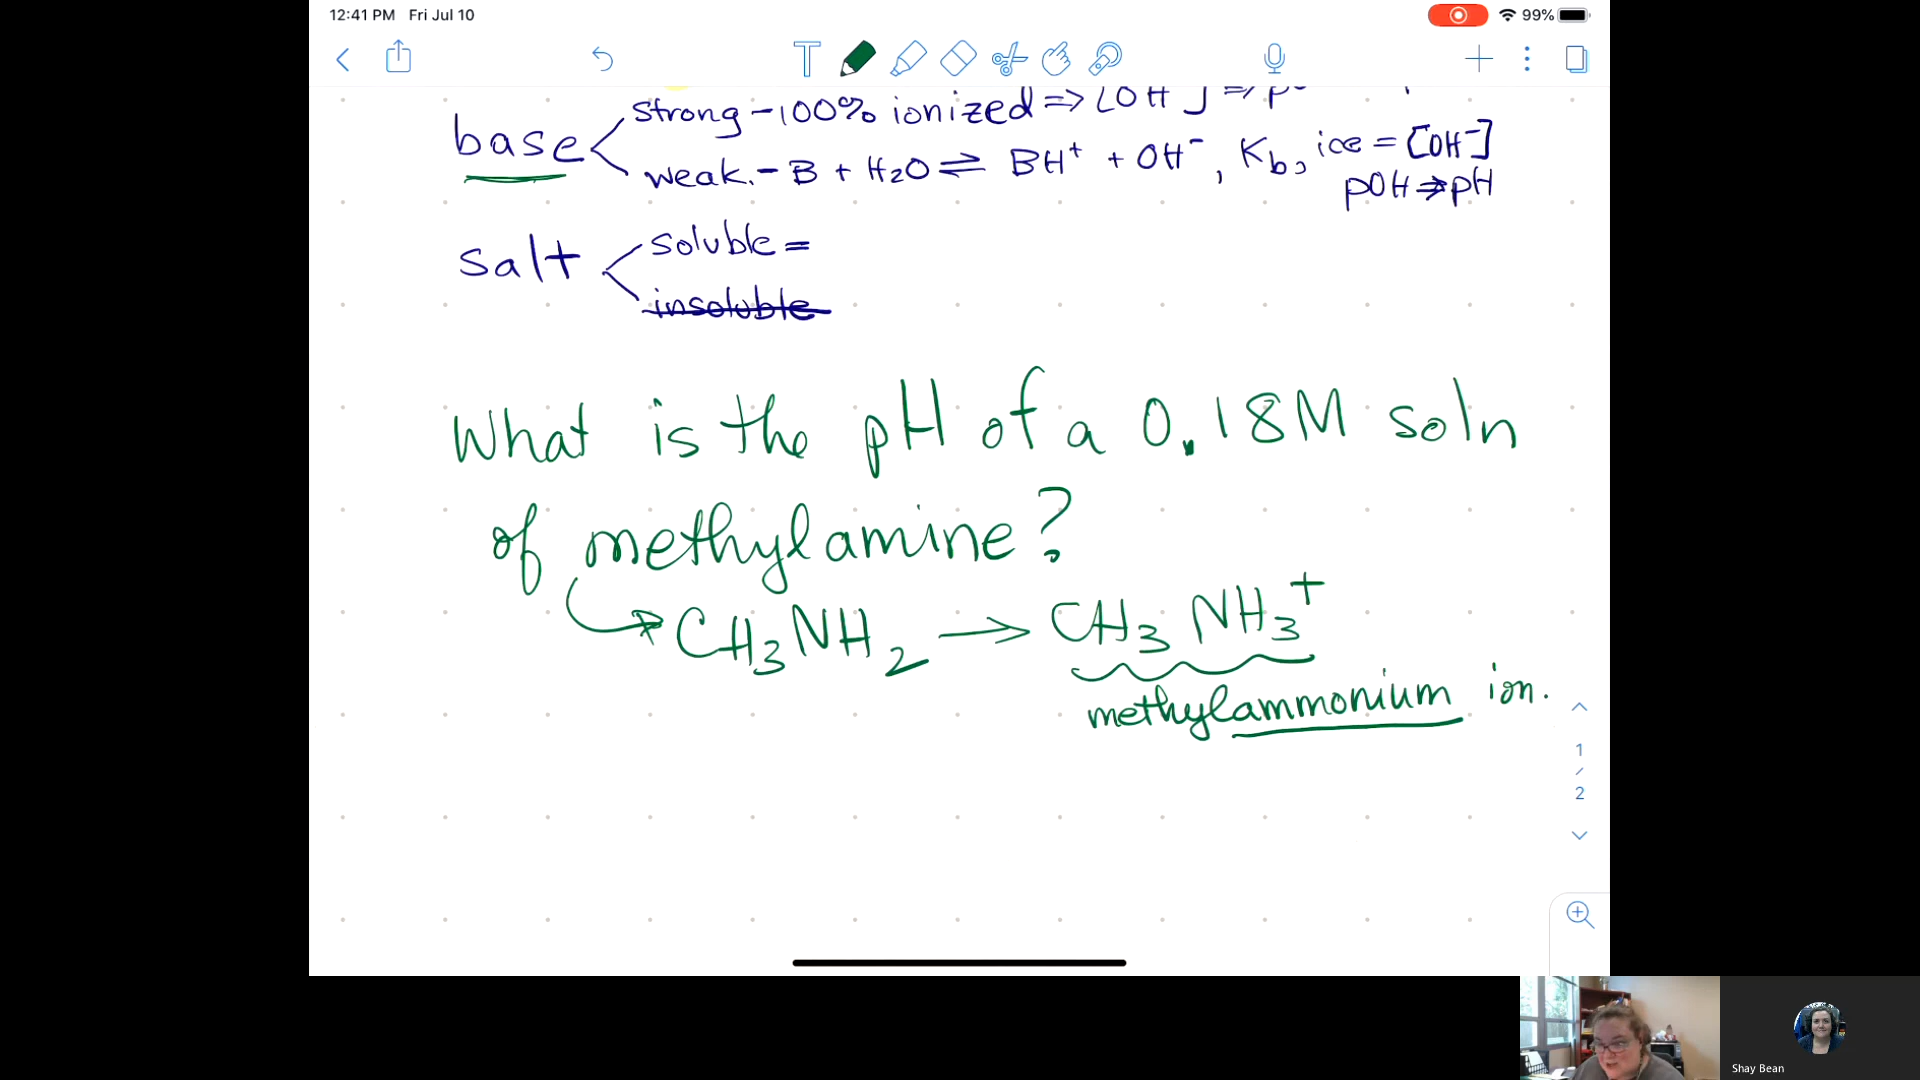 12:41 PM Fri Jul 10
99%
T
strong - 100% ionized => [OH ] => p
base
weak. - B + H₂O ⇌ BH⁺ + OH⁻, Kb, ice = [OH⁻]
pOH => pH
salt
soluble =
insoluble
What is the pH of a 0.18M soln
of methylamine?
CH₃NH₂ → CH₃NH₃⁺
methylammonium ion.
1
/
2
Shay Bean